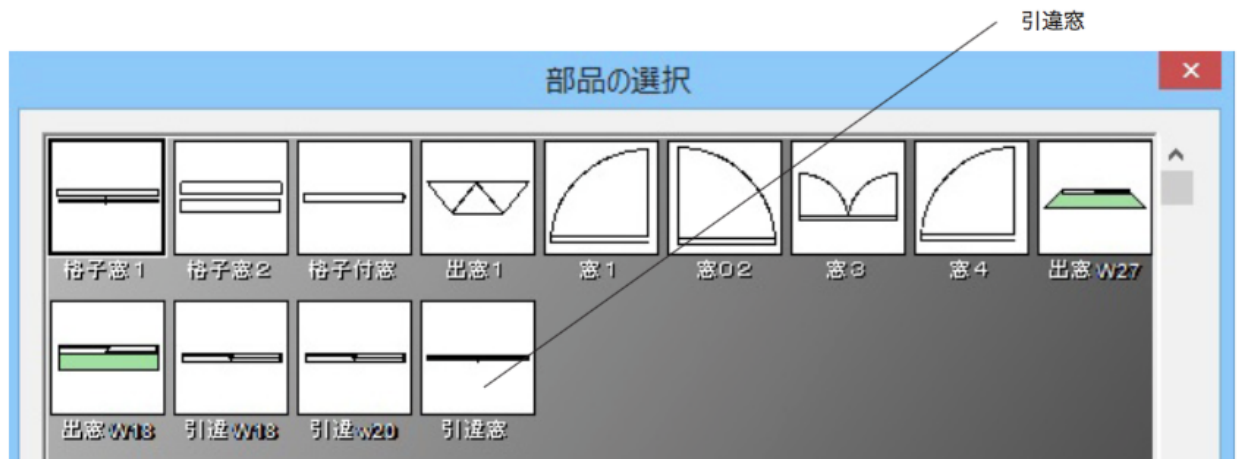 引違窓
部品の選択
格子窓1
格子窓2
格子付窓
出窓1
窓1
窓02
窓3
窓4
出窓W27
出窓W18
引違W18
引違w20
引違窓